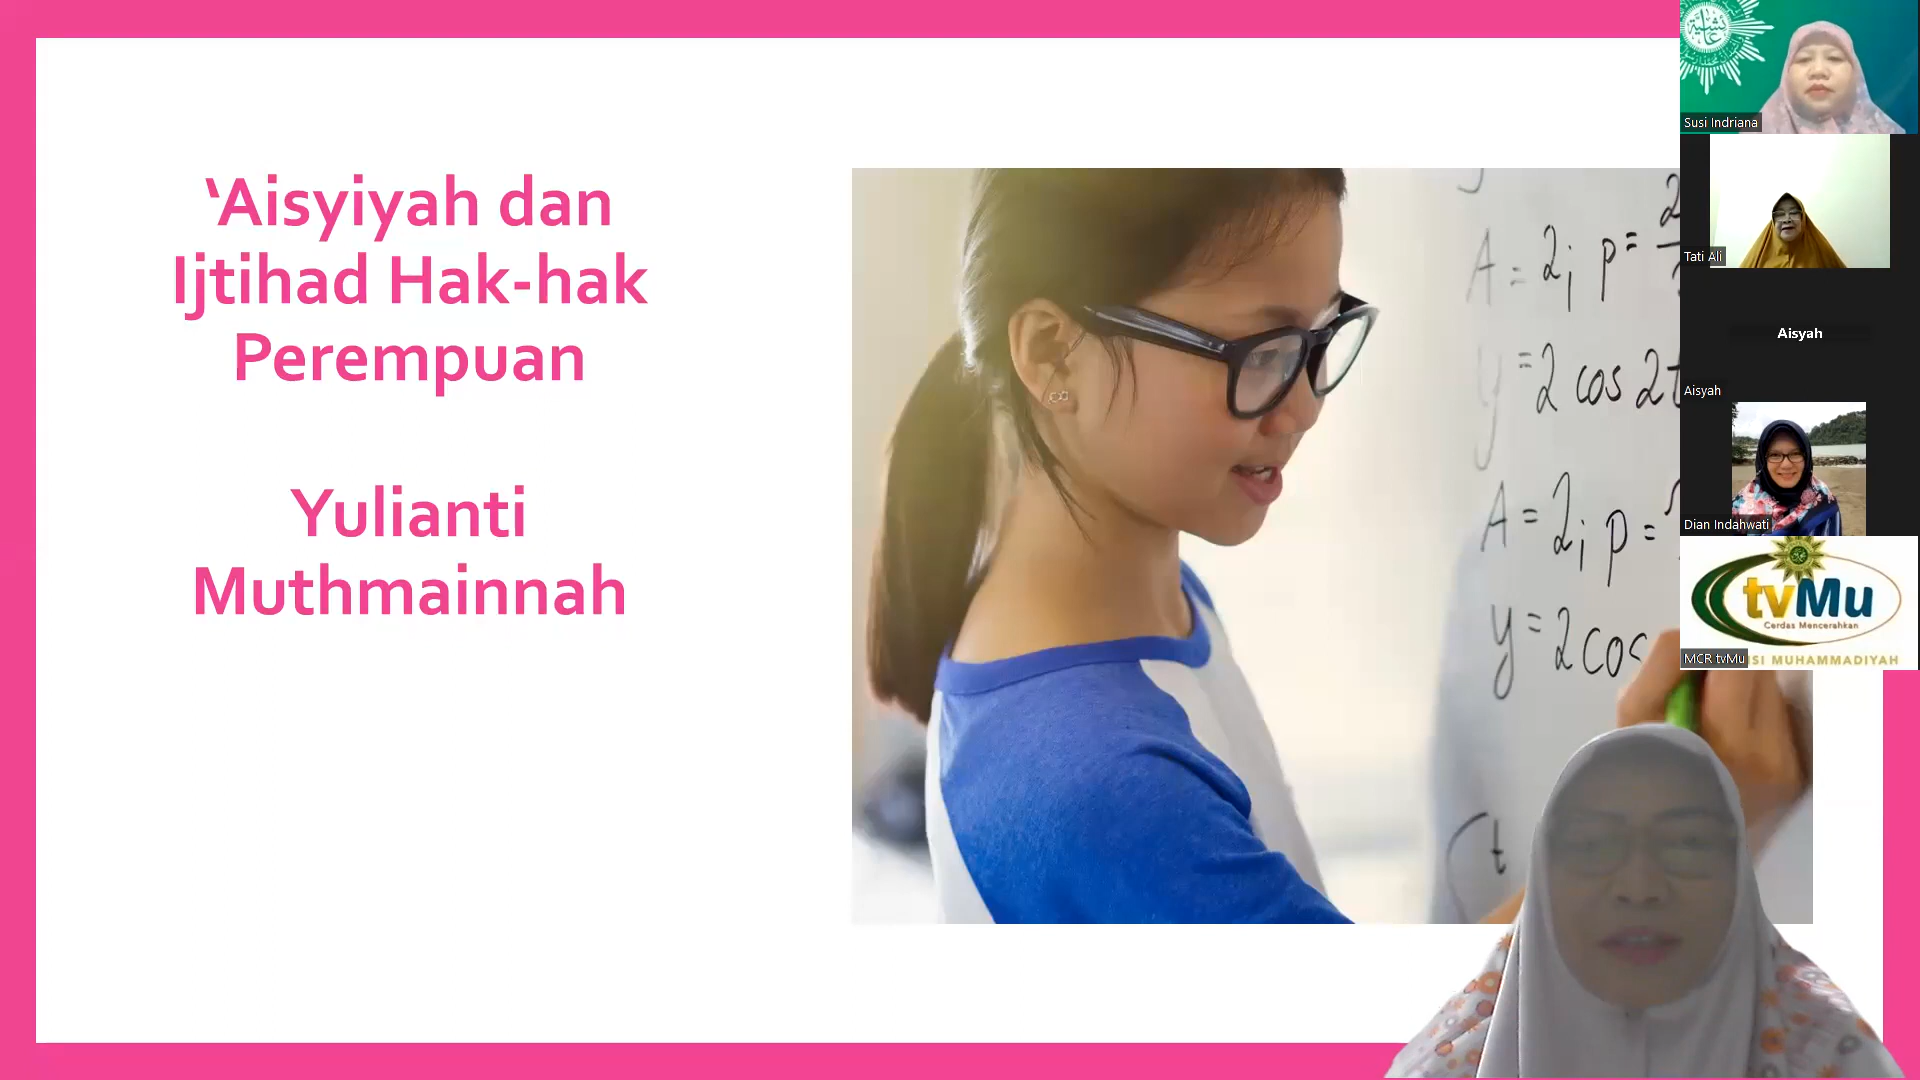 ‘Aisyiyah dan
Ijtihad Hak-hak
Perempuan
Yulianti
Muthmainnah
A = 2; p = 2
y = 2 cos 2t
A = 2; p =
y = 2 cos
t
Susi Indriana
Tati Ali
Aisyah
Aisyah
Dian Indahwati
tvMu
Cerdas Mencerahkan
MCR tvMu
SI MUHAMMADIYAH